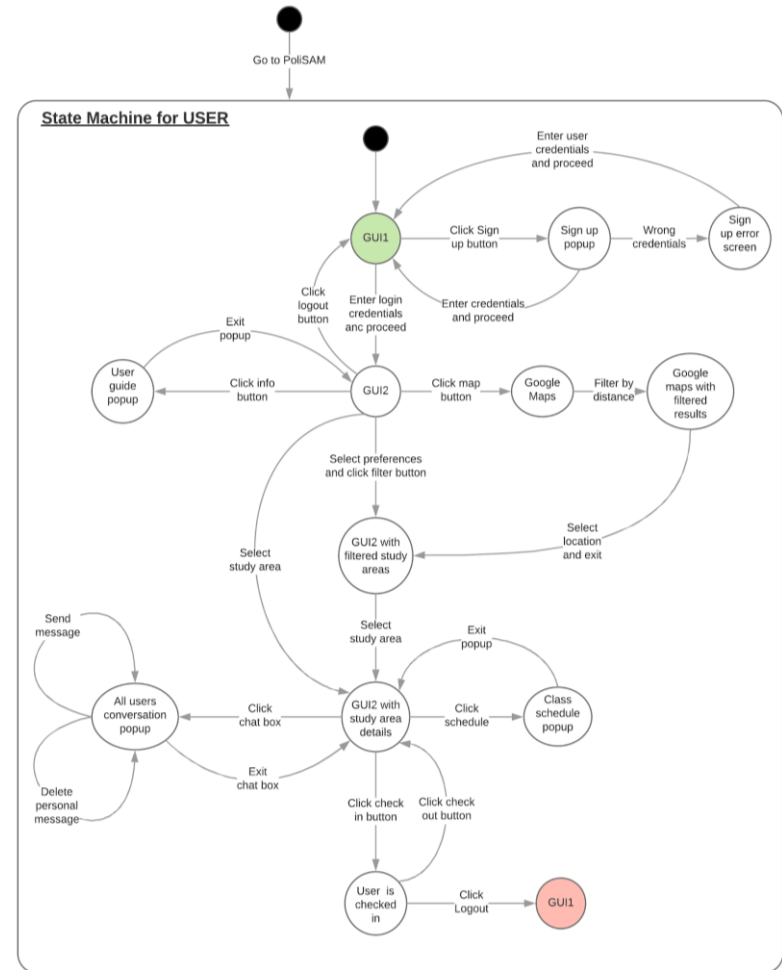 Go to PoliSAM
State Machine for USER
Enter user
credentials
and proceed
GUI1
Click Sign
up button
Sign up
popup
Wrong
credentials
Sign
up error
screen
Click
logout
button
Enter login
credentials
anc proceed
Enter credentials
and proceed
Exit
popup
User
guide
popup
Click info
button
GUI2
Click map
button
Google
Maps
Filter by
distance
Google
maps with
filtered
results
Select preferences
and click filter button
Select
study area
GUI2 with
filtered study
areas
Select
location
and exit
Select
study area
Send
message
Exit
popup
All users
conversation
popup
Click
chat box
GUI2 with
study area
details
Click
schedule
Class
schedule
popup
Exit
chat box
Delete
personal
message
Click check
in button
Click check
out button
User is
checked
in
Click
Logout
GUI1